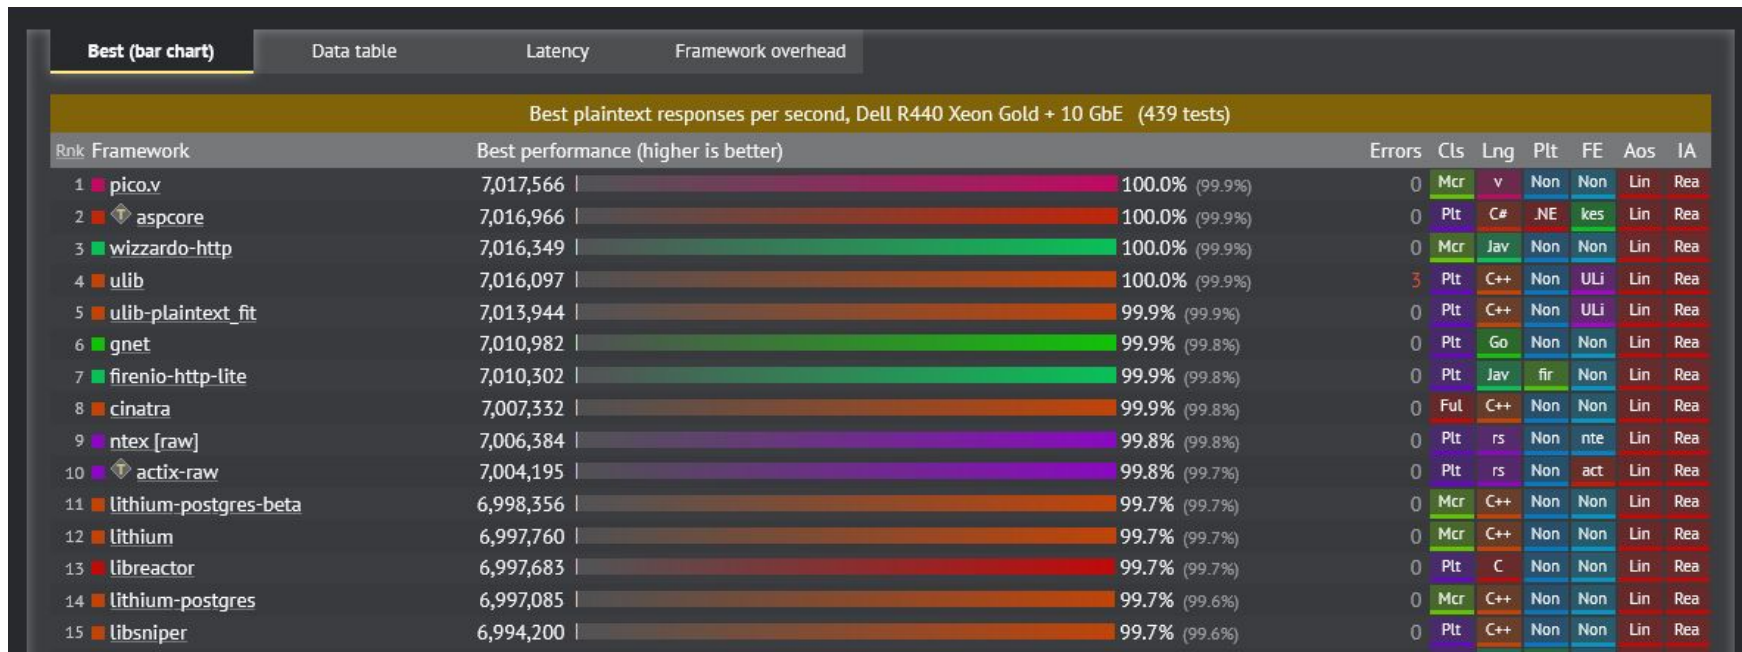 Best (bar chart) Data table Latency Framework overhead
Best plaintext responses per second, Dell R440 Xeon Gold + 10 GbE (439 tests)
Rnk Framework Best performance (higher is better) Errors Cls Lng Plt FE Aos IA
1 pico.v 7,017,566 100.0% (99.9%) 0 Mcr v Non Non Lin Rea
2 T aspcore 7,016,966 100.0% (99.9%) 0 Plt C# .NE kes Lin Rea
3 wizzardo-http 7,016,349 100.0% (99.9%) 0 Mcr Jav Non Non Lin Rea
4 ulib 7,016,097 100.0% (99.9%) 3 Plt C++ Non ULi Lin Rea
5 ulib-plaintext_fit 7,013,944 99.9% (99.9%) 0 Plt C++ Non ULi Lin Rea
6 gnet 7,010,982 99.9% (99.8%) 0 Plt Go Non Non Lin Rea
7 firenio-http-lite 7,010,302 99.9% (99.8%) 0 Plt Jav fir Non Lin Rea
8 cinatra 7,007,332 99.9% (99.8%) 0 Ful C++ Non Non Lin Rea
9 ntex [raw] 7,006,384 99.8% (99.8%) 0 Plt rs Non nte Lin Rea
10 T actix-raw 7,004,195 99.8% (99.7%) 0 Plt rs Non act Lin Rea
11 lithium-postgres-beta 6,998,356 99.7% (99.7%) 0 Mcr C++ Non Non Lin Rea
12 lithium 6,997,760 99.7% (99.7%) 0 Mcr C++ Non Non Lin Rea
13 libreactor 6,997,683 99.7% (99.7%) 0 Plt C Non Non Lin Rea
14 lithium-postgres 6,997,085 99.7% (99.6%) 0 Mcr C++ Non Non Lin Rea
15 libsniper 6,994,200 99.7% (99.6%) 0 Plt C++ Non Non Lin Rea